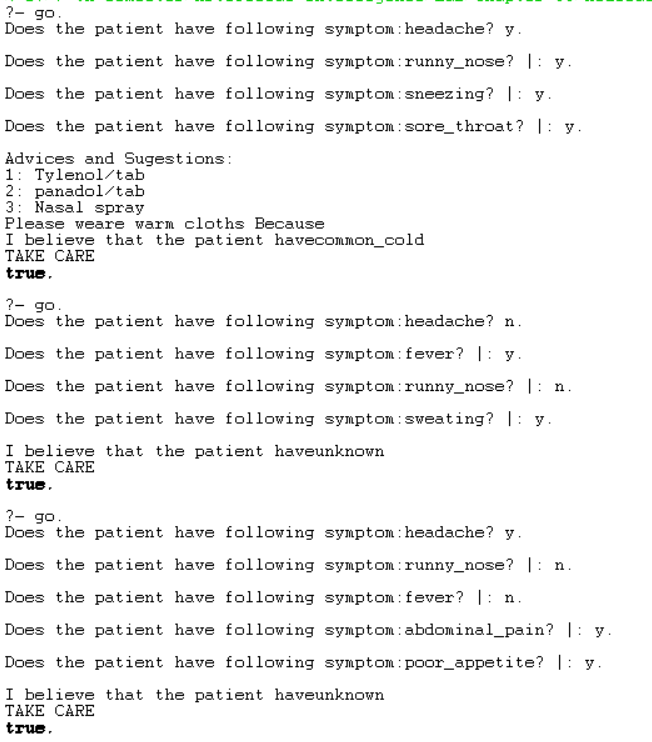 ?- go.
Does the patient have following symptom:headache? y.
Does the patient have following symptom:runny_nose? |: y.
Does the patient have following symptom:sneezing? |: y.
Does the patient have following symptom:sore_throat? |: y.
Advices and Sugestions:
1: Tylenol/tab
2: panadol/tab
3: Nasal spray
Please weare warm cloths Because
I believe that the patient havecommon_cold
TAKE CARE
true.
?- go.
Does the patient have following symptom:headache? n.
Does the patient have following symptom:fever? |: y.
Does the patient have following symptom:runny_nose? |: n.
Does the patient have following symptom:sweating? |: y.
I believe that the patient haveunknown
TAKE CARE
true.
?- go.
Does the patient have following symptom:headache? y.
Does the patient have following symptom:runny_nose? |: n.
Does the patient have following symptom:fever? |: n.
Does the patient have following symptom:abdominal_pain? |: y.
Does the patient have following symptom:poor_appetite? |: y.
I believe that the patient haveunknown
TAKE CARE
true.